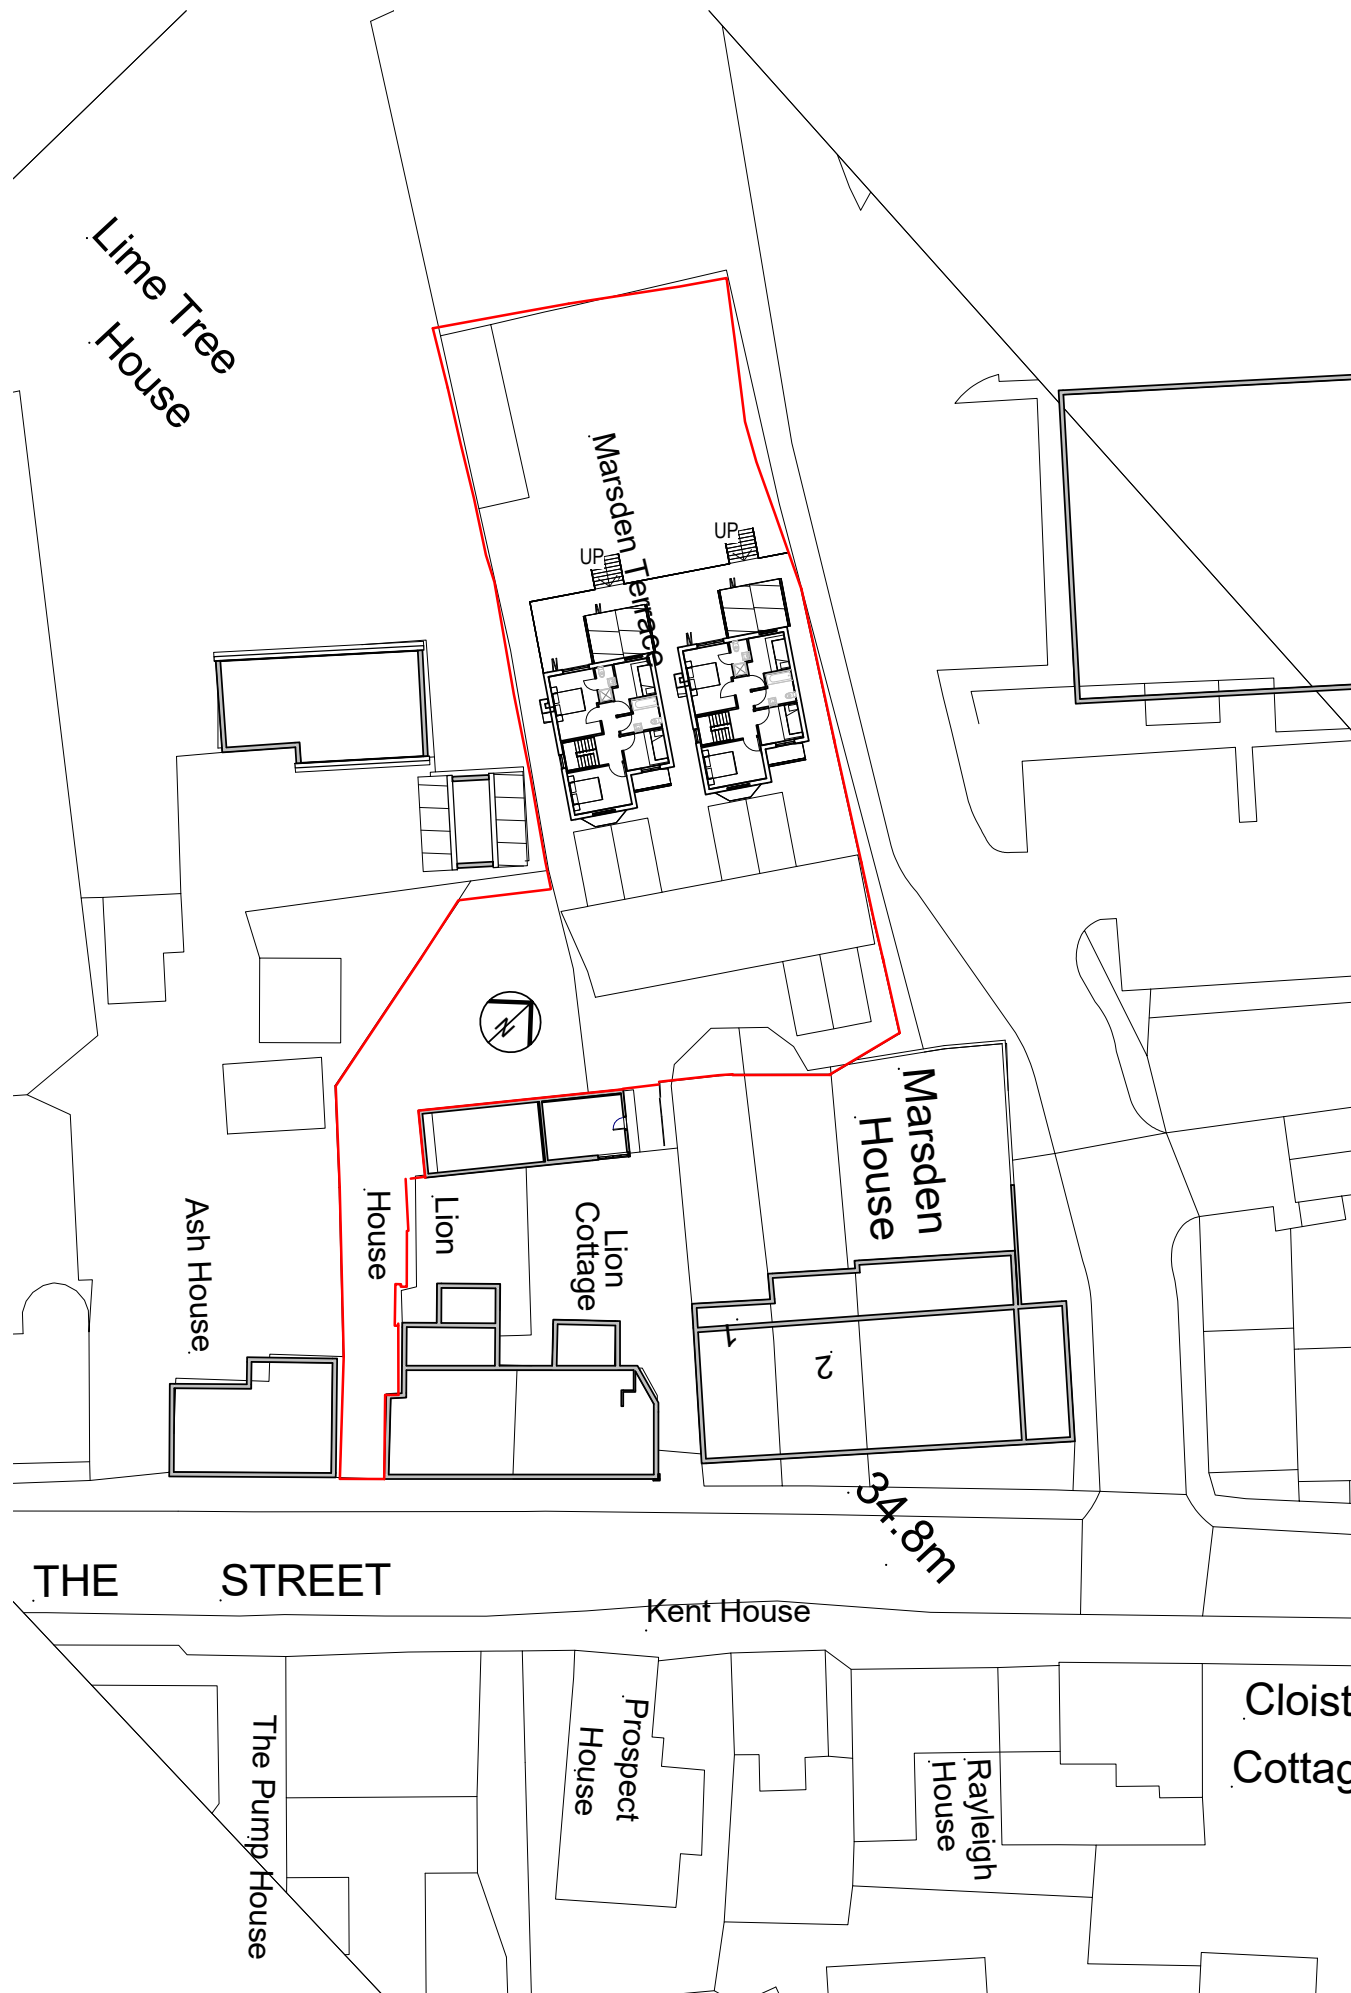 Lime Tree
House
Marsden Terrace
UP
UP
N
N
N
N
N
Marsden
House
Lion
House
Lion
Cottage
Ash House
1
2
34.8m
THE STREET
Kent House
Prospect
House
The Pump House
Rayleigh
House
Cloist
Cottag